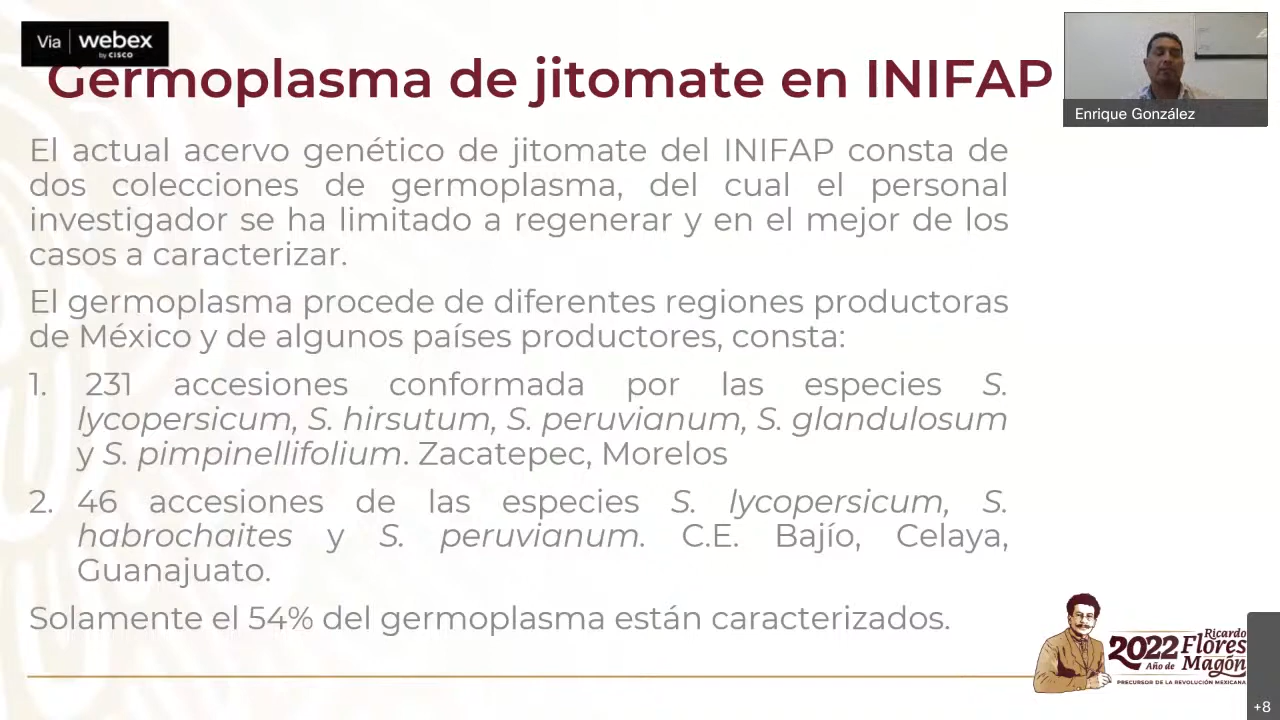 Via webex
by CISCO
Germoplasma de jitomate en INIFAP
Enrique González
El actual acervo genético de jitomate del INIFAP consta de
dos colecciones de germoplasma, del cual el personal
investigador se ha limitado a regenerar y en el mejor de los
casos a caracterizar.
El germoplasma procede de diferentes regiones productoras
de México y de algunos países productores, consta:
1. 231 accesiones conformada por las especies S.
lycopersicum, S. hirsutum, S. peruvianum, S. glandulosum
y S. pimpinellifolium. Zacatepec, Morelos
2. 46 accesiones de las especies S. lycopersicum, S.
habrochaites y S. peruvianum. C.E. Bajío, Celaya,
Guanajuato.
Solamente el 54% del germoplasma están caracterizados.
2022 Ricardo
Flores
Año de Magón
PRECURSOR DE LA REVOLUCIÓN MEXICANA
+8